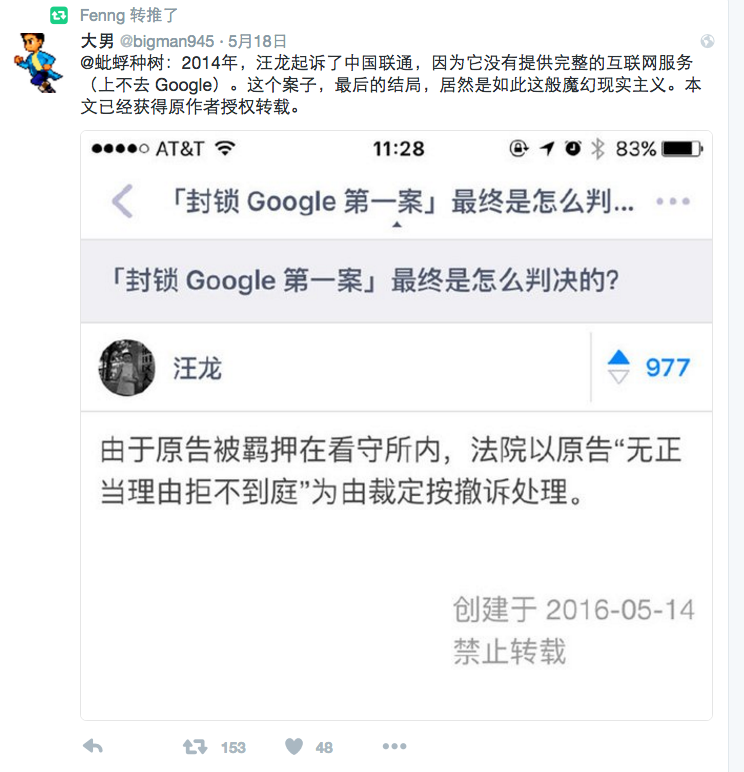 Fenng 转推了
大男 @bigman945 · 5月18日
@蚍蜉种树：2014年，汪龙起诉了中国联通，因为它没有提供完整的互联网服务
（上不去 Google）。这个案子，最后的结局，居然是如此这般魔幻现实主义。本
文已经获得原作者授权转载。
AT&T 11:28 83%
「封锁 Google 第一案」最终是怎么判...
「封锁 Google 第一案」最终是怎么判决的？
汪龙 977
由于原告被羁押在看守所内，法院以原告“无正
当理由拒不到庭”为由裁定按撤诉处理。
创建于 2016-05-14
禁止转载
153 48